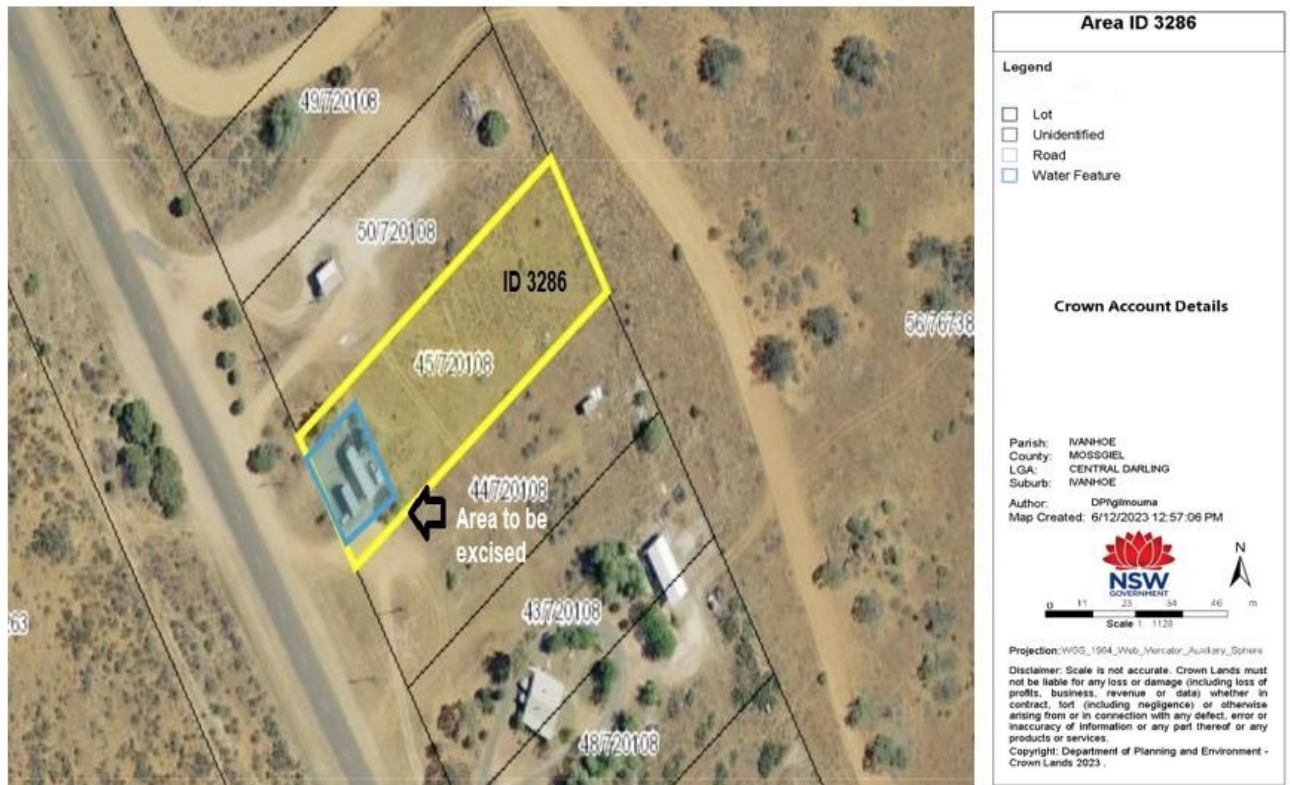 49/720108
50/720108
ID 3286
45/720108
56/76738
44/720108
Area to be
excised
43/720108
48/720108
63
Area ID 3286
Legend
Lot
Unidentified
Road
Water Feature
Crown Account Details
Parish: IVANHOE
County: MOSSGIEL
LGA: CENTRAL DARLING
Suburb: IVANHOE
Author: DPI\gilmouma
Map Created: 6/12/2023 12:57:06 PM
NSW
GOVERNMENT
N
0 11 23 34 46 m
Scale 1: 1128
Projection: WGS_1984_Web_Mercator_Auxiliary_Sphere
Disclaimer: Scale is not accurate. Crown Lands must
not be liable for any loss or damage (including loss of
profits, business, revenue or data) whether in
contract, tort (including negligence) or otherwise
arising from or in connection with any defect, error or
inaccuracy of information or any part thereof or any
products or services.
Copyright: Department of Planning and Environment -
Crown Lands 2023 .